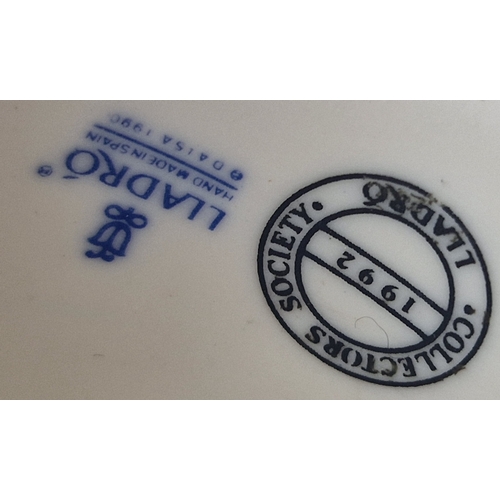 LLADRÓ
HAND MADE IN SPAIN
© DAISA 1990
LLADRÓ
COLLECTORS SOCIETY
1992